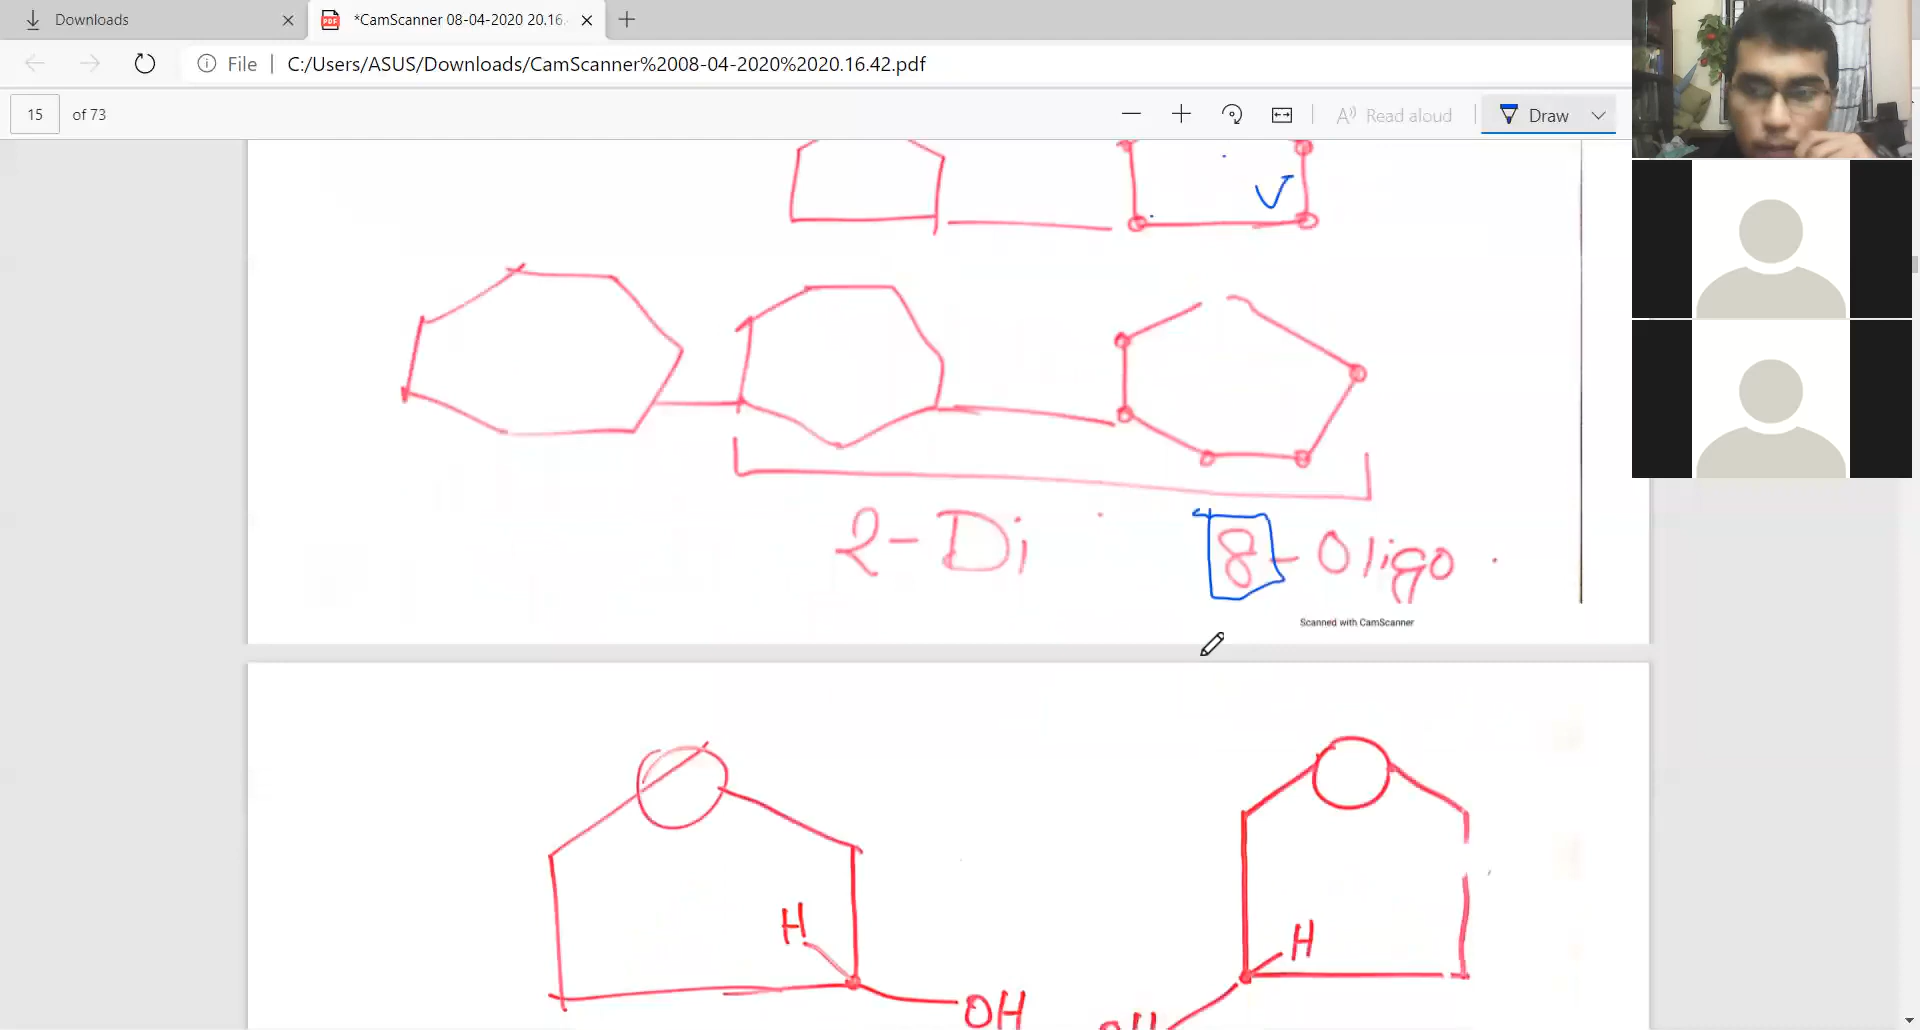 Downloads
*CamScanner 08-04-2020 20.16.
File
C:/Users/ASUS/Downloads/CamScanner%2008-04-2020%2020.16.42.pdf
15 of 73
Read aloud
Draw
V
2-Di
8-Oligo
Scanned with CamScanner
H
H
OH
OH